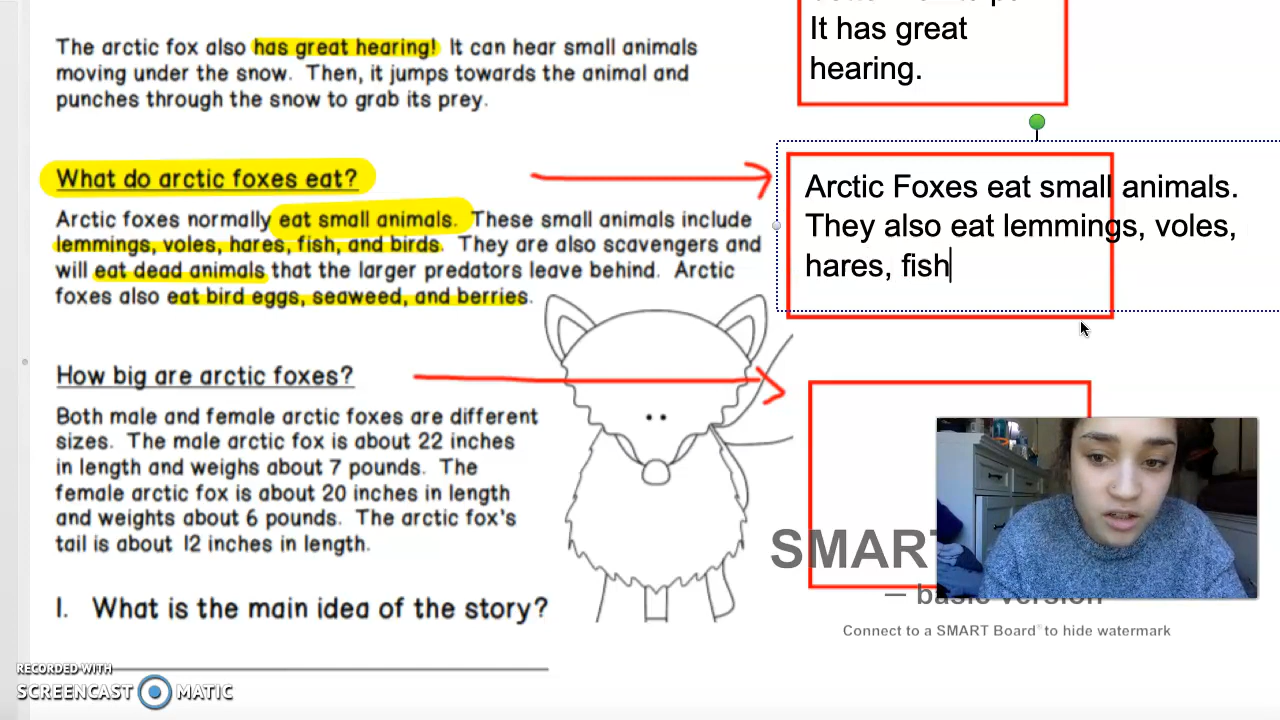 The arctic fox also has great hearing! It can hear small animals
moving under the snow. Then, it jumps towards the animal and
punches through the snow to grab its prey.
It has great
hearing.
What do arctic foxes eat?
Arctic foxes normally eat small animals. These small animals include
lemmings, voles, hares, fish, and birds. They are also scavengers and
will eat dead animals that the larger predators leave behind. Arctic
foxes also eat bird eggs, seaweed, and berries.
Arctic Foxes eat small animals.
They also eat lemmings, voles,
hares, fish
How big are arctic foxes?
Both male and female arctic foxes are different
sizes. The male arctic fox is about 22 inches
in length and weighs about 7 pounds. The
female arctic fox is about 20 inches in length
and weights about 6 pounds. The arctic fox's
tail is about 12 inches in length.
1. What is the main idea of the story?
SMART
– basic version
Connect to a SMART Board® to hide watermark
RECORDED WITH
SCREENCAST MATIC